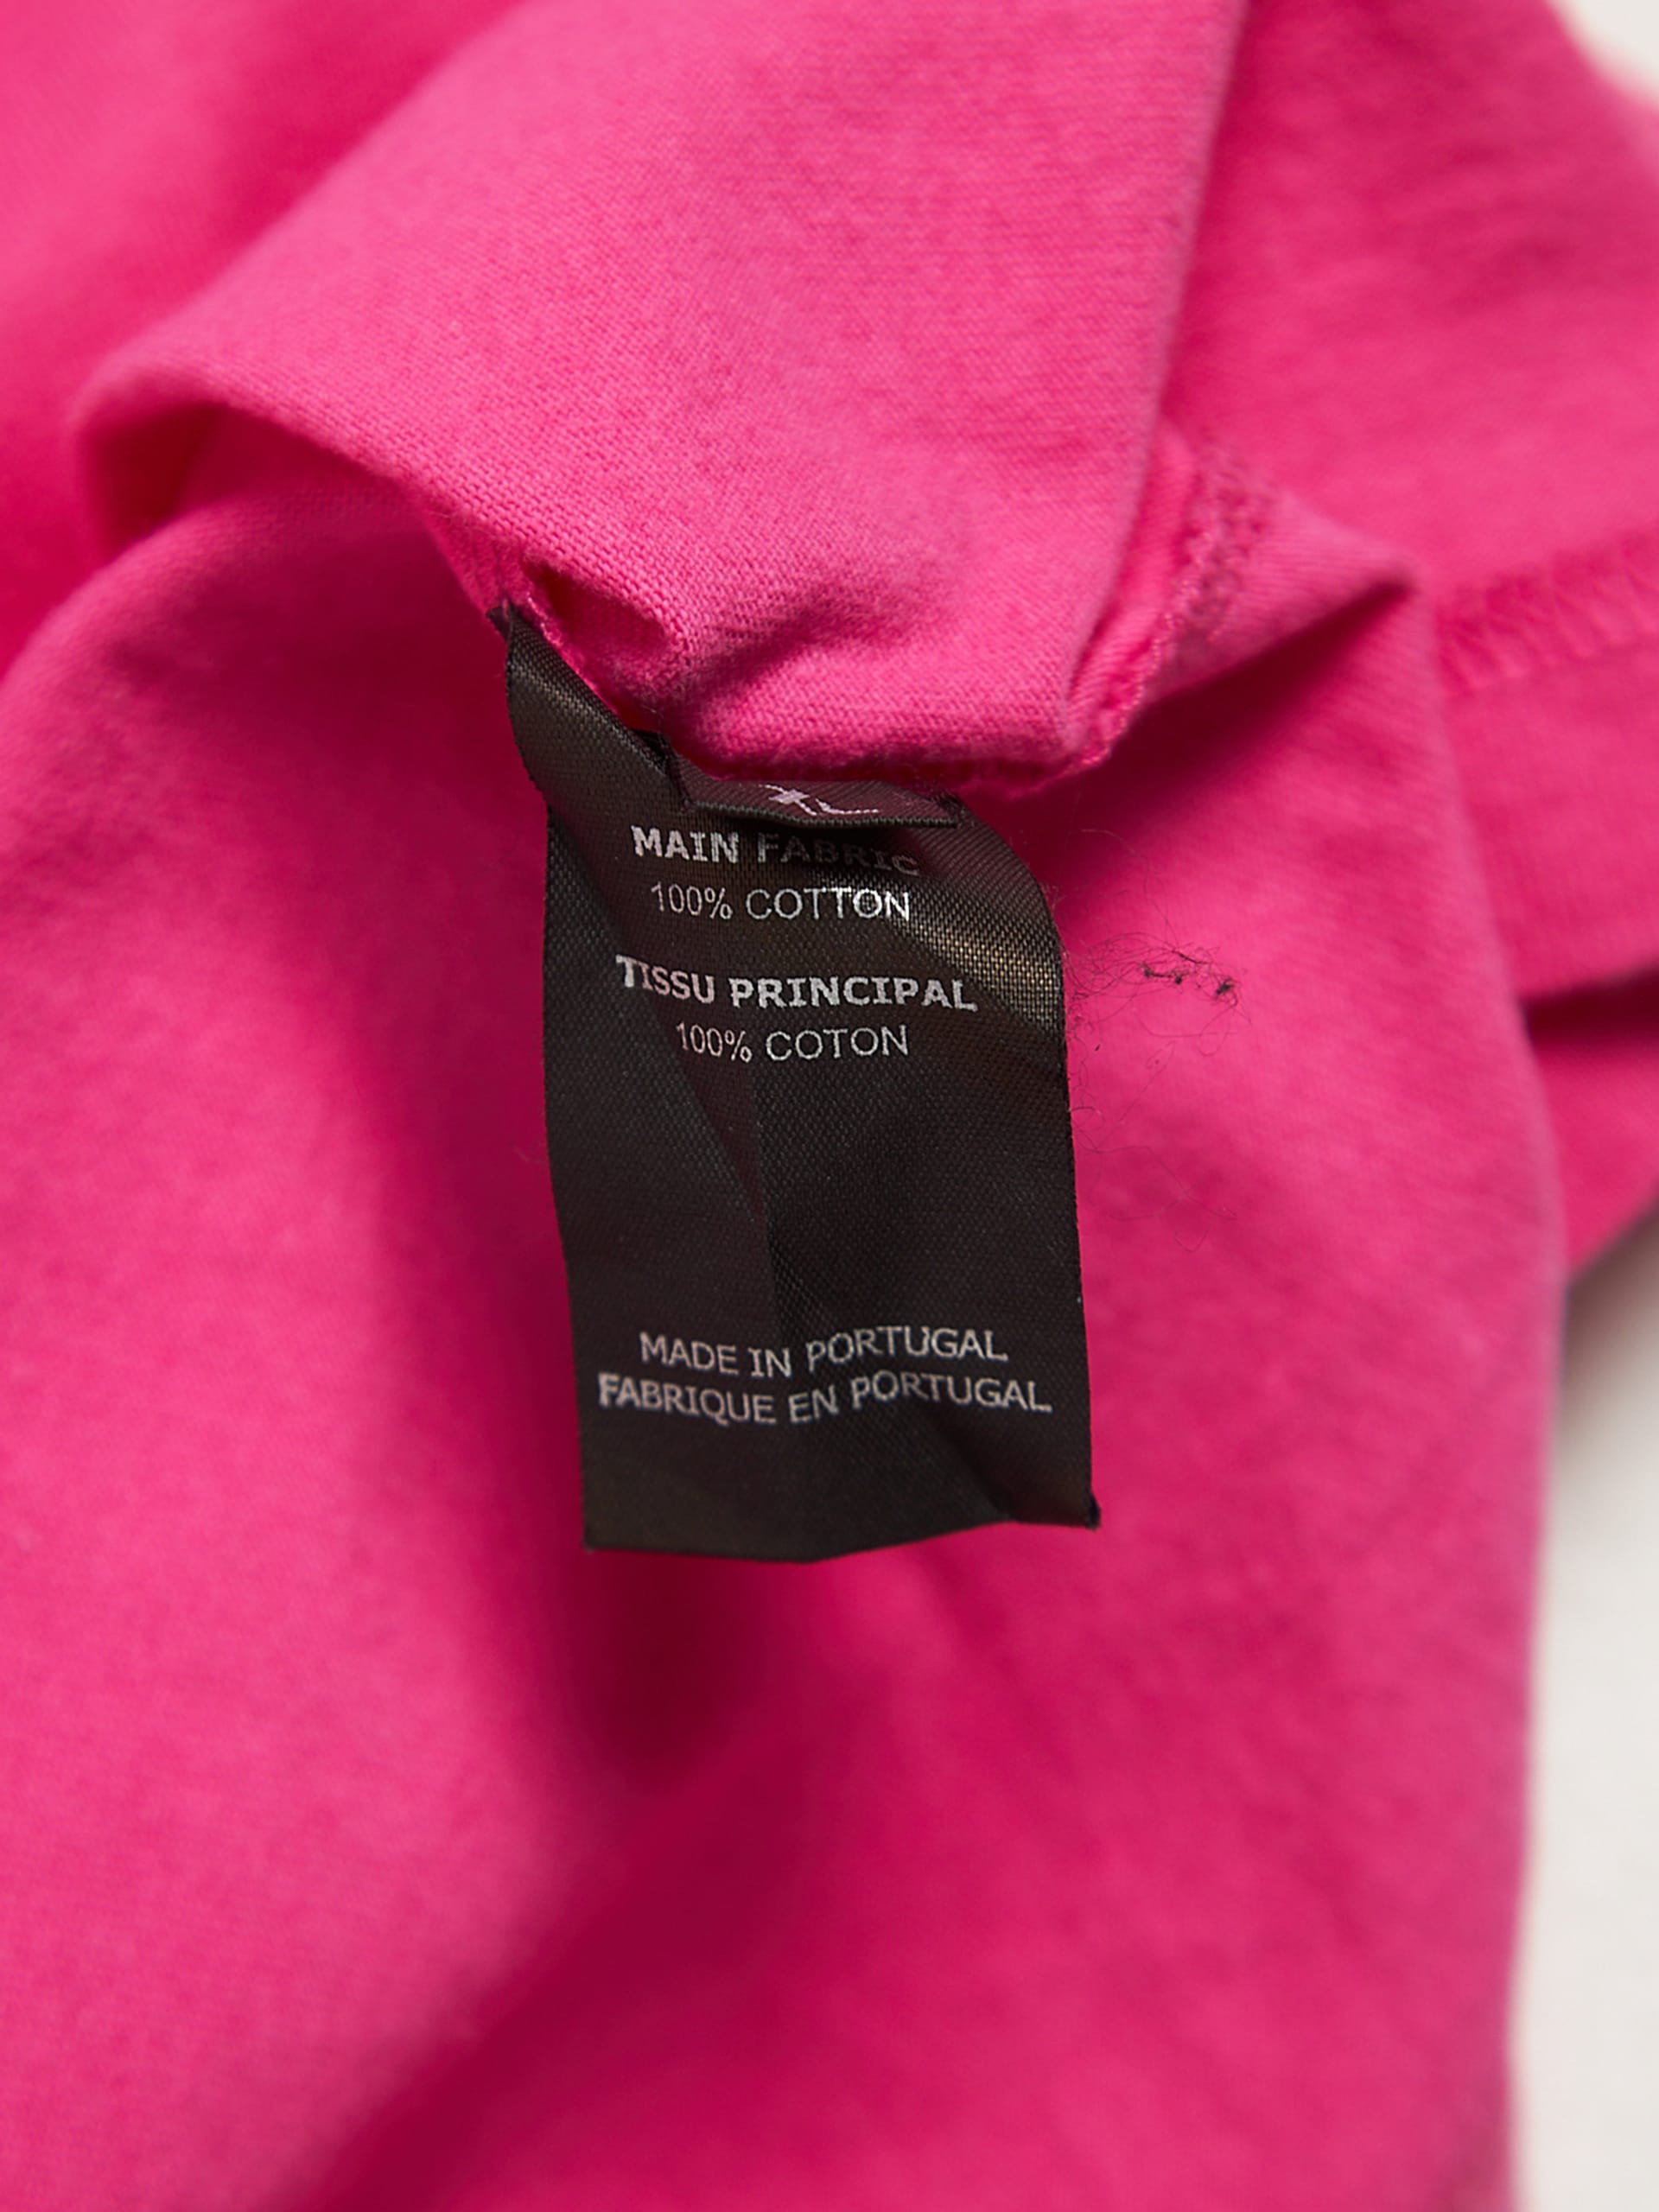 XL
MAIN FABRIC
100% COTTON
TISSU PRINCIPAL
100% COTON
MADE IN PORTUGAL
FABRIQUE EN PORTUGAL